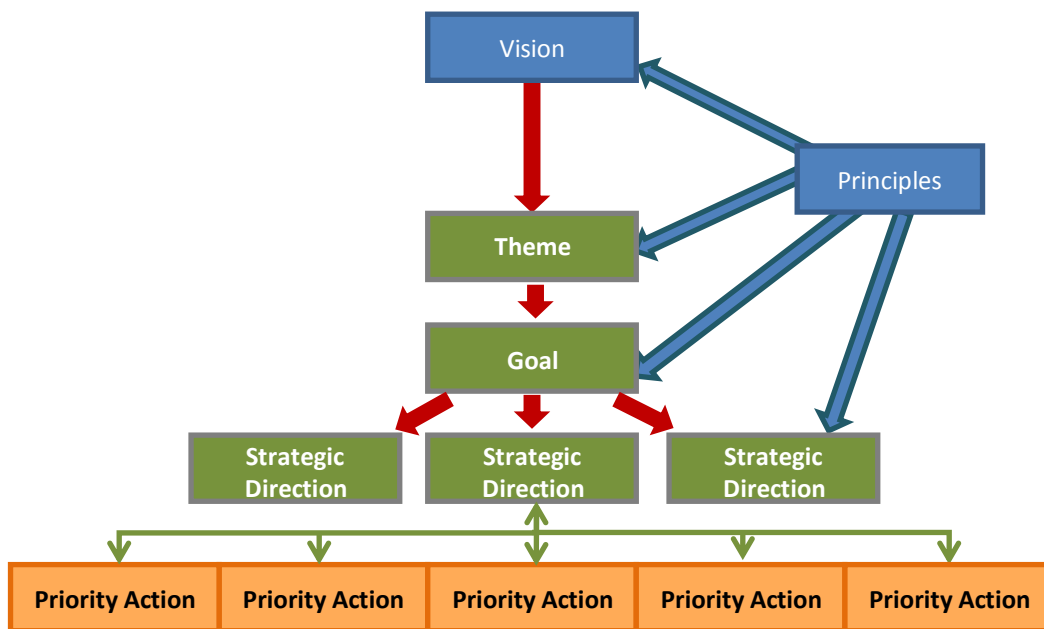 Vision
Principles
Theme
Goal
Strategic
Direction
Strategic
Direction
Strategic
Direction
Priority Action
Priority Action
Priority Action
Priority Action
Priority Action